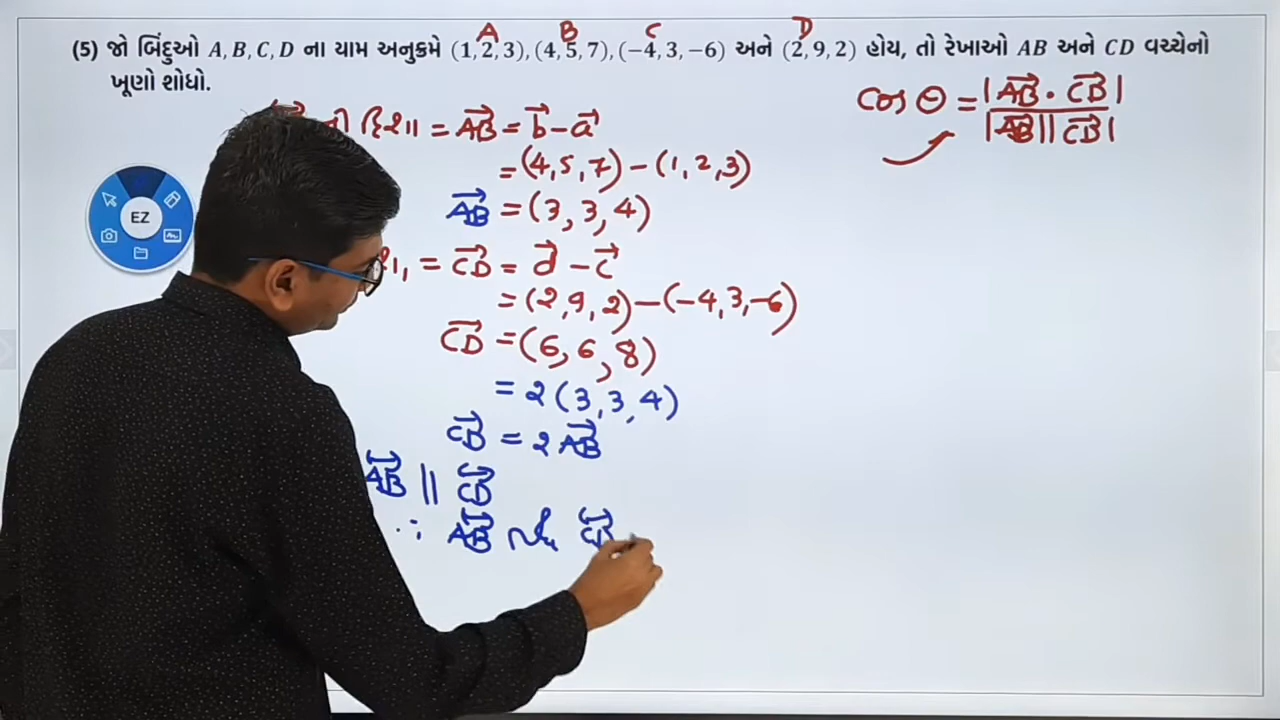 A B C D
(5) જો બિંદુઓ A, B, C, D ના યામ અનુક્રમે (1, 2, 3), (4, 5, 7), (−4, 3, −6) અને (2, 9, 2) હોય, તો રેખાઓ AB અને CD વચ્ચેનો
ખૂણો શોધો.
cos θ = |AB⃗ · CD⃗| / |AB⃗||CD⃗|
ની દિશા = AB⃗ = b⃗ − a⃗
= (4, 5, 7) − (1, 2, 3)
AB⃗ = (3, 3, 4)
EZ
= CD⃗ = d⃗ − c⃗
= (2, 9, 2) − (−4, 3, −6)
CD⃗ = (6, 6, 8)
= 2 (3, 3, 4)
CD⃗ = 2 AB⃗
AB⃡ || CD⃡
∴ AB⃡ અને CD⃡